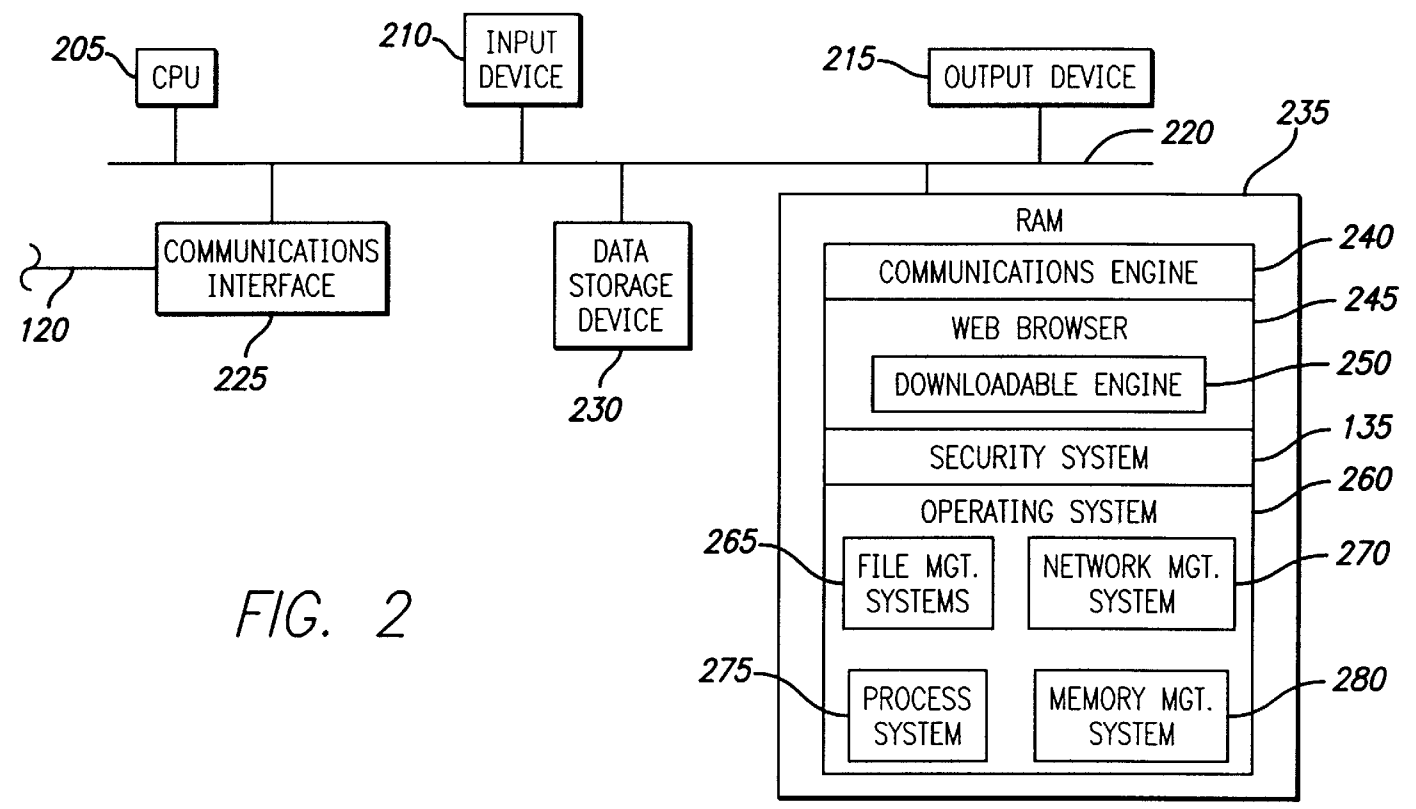 205
CPU
210
INPUT
DEVICE
215
OUTPUT DEVICE
220
235
120
COMMUNICATIONS
INTERFACE
225
DATA
STORAGE
DEVICE
230
RAM
COMMUNICATIONS ENGINE
240
WEB BROWSER
245
DOWNLOADABLE ENGINE
250
SECURITY SYSTEM
135
OPERATING SYSTEM
260
265
FILE MGT.
SYSTEMS
NETWORK MGT.
SYSTEM
270
275
PROCESS
SYSTEM
MEMORY MGT.
SYSTEM
280
FIG. 2